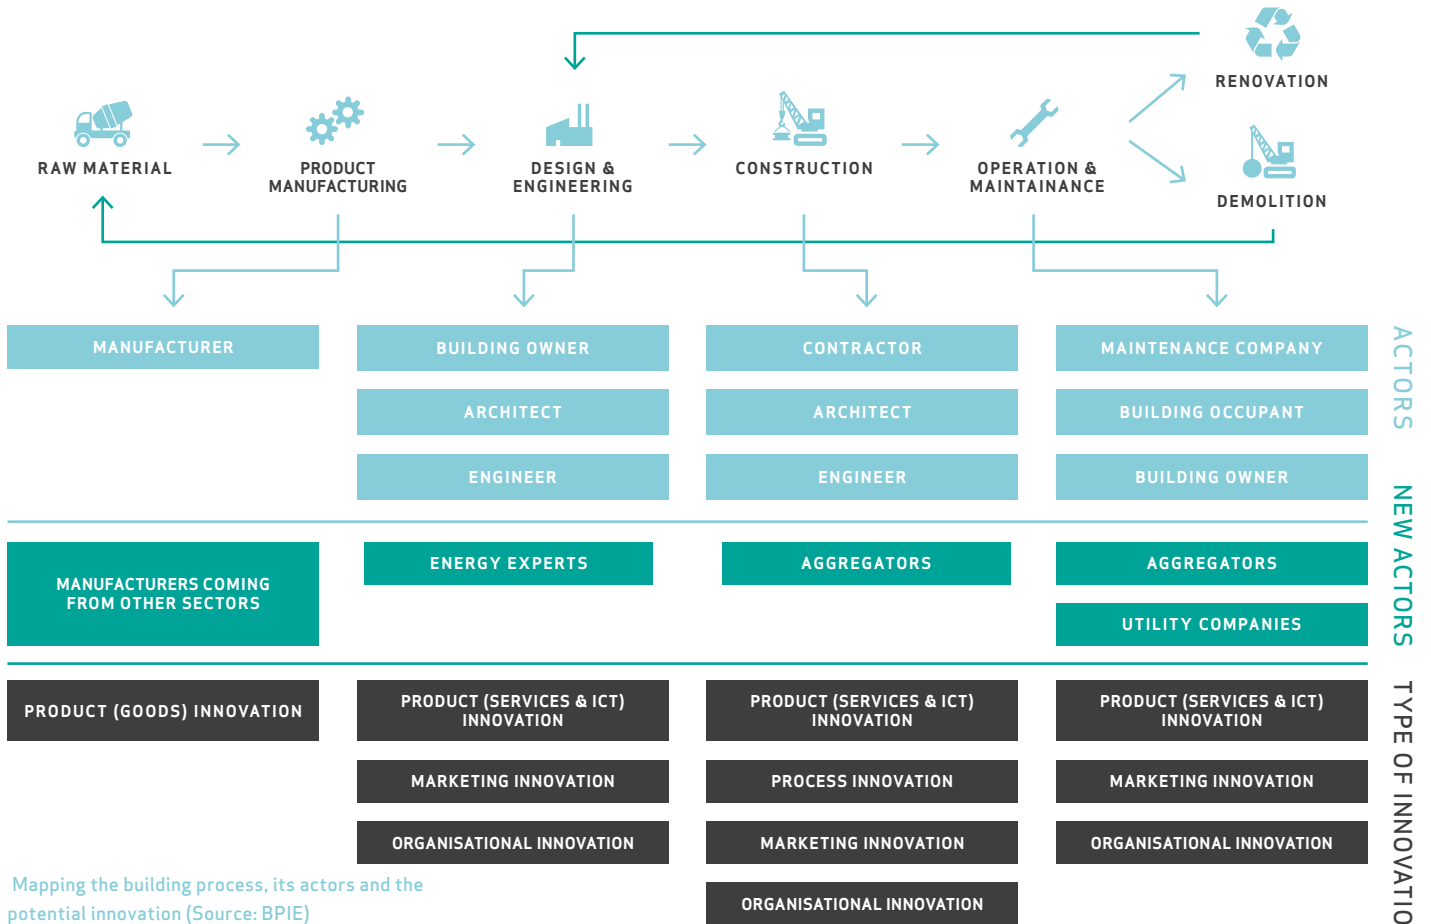 RENOVATION
RAW MATERIAL
PRODUCT
MANUFACTURING
DESIGN &
ENGINEERING
CONSTRUCTION
OPERATION &
MAINTAINANCE
DEMOLITION
MANUFACTURER
BUILDING OWNER
CONTRACTOR
MAINTENANCE COMPANY
ARCHITECT
ARCHITECT
BUILDING OCCUPANT
ENGINEER
ENGINEER
BUILDING OWNER
ACTORS
MANUFACTURERS COMING
FROM OTHER SECTORS
ENERGY EXPERTS
AGGREGATORS
AGGREGATORS
UTILITY COMPANIES
NEW ACTORS
PRODUCT (GOODS) INNOVATION
PRODUCT (SERVICES & ICT)
INNOVATION
PRODUCT (SERVICES & ICT)
INNOVATION
PRODUCT (SERVICES & ICT)
INNOVATION
MARKETING INNOVATION
PROCESS INNOVATION
MARKETING INNOVATION
ORGANISATIONAL INNOVATION
MARKETING INNOVATION
ORGANISATIONAL INNOVATION
ORGANISATIONAL INNOVATION
TYPE OF INNOVATIO
Mapping the building process, its actors and the
potential innovation (Source: BPIE)